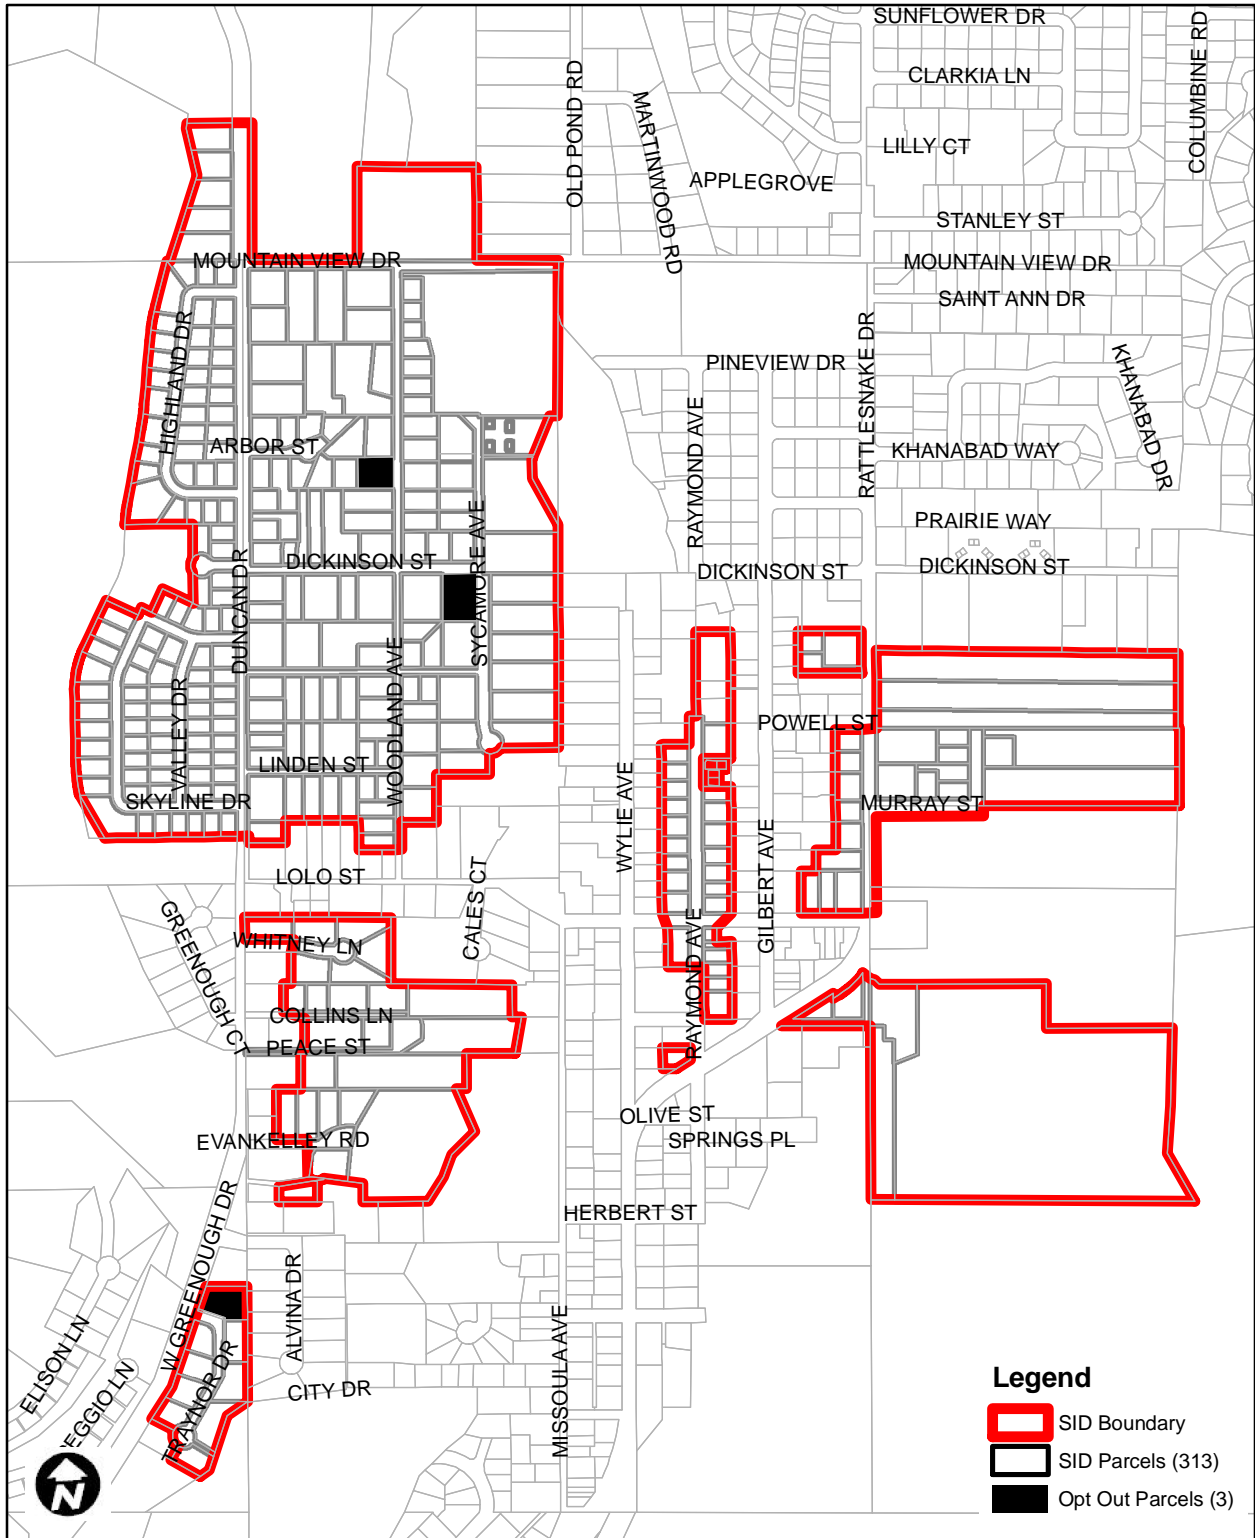 SUNFLOWER DR
COLUMBINE RD
CLARKIA LN
OLD POND RD
MARTINWOOD RD
LILLY CT
APPLEGROVE
STANLEY ST
MOUNTAIN VIEW DR
MOUNTAIN VIEW DR
SAINT ANN DR
HIGHLAND DR
PINEVIEW DR
RATTLESNAKE DR
KHANABAD DR
RAYMOND AVE
ARBOR ST
KHANABAD WAY
SYCAMORE AVE
PRAIRIE WAY
DICKINSON ST
DICKINSON ST
DICKINSON ST
DUNCAN DR
WOODLAND AVE
VALLEY DR
POWELL ST
LINDEN ST
SKYLINE DR
WYLIE AVE
MURRAY ST
GILBERT AVE
LOLO ST
CALES CT
GREENOUGH CT
WHITNEY LN
RAYMOND AVE
COLLINS LN
PEACE ST
OLIVE ST
EVANKELLEY RD
SPRINGS PL
W GREENOUGH DR
HERBERT ST
ALVINA DR
MISSOULA AVE
ELISON LN
EGGIO LN
TRAYNOR DR
CITY DR
N
Legend
SID Boundary
SID Parcels (313)
Opt Out Parcels (3)